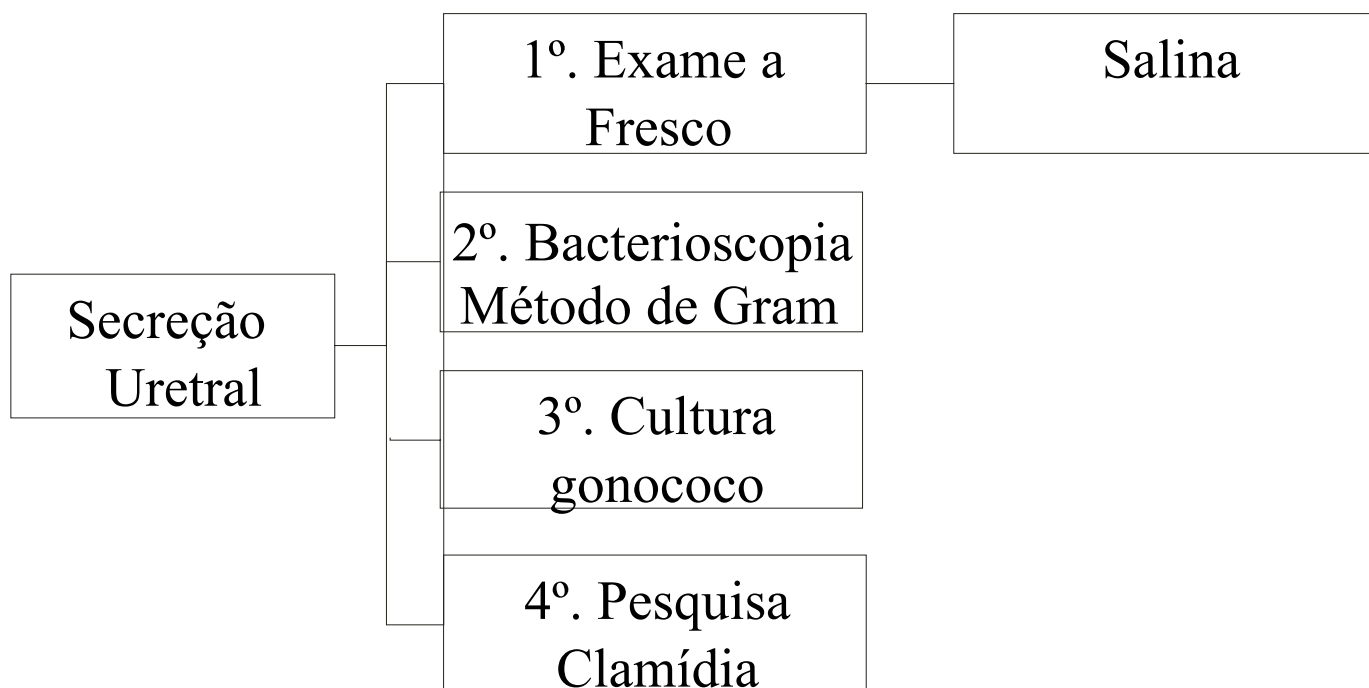 1º. Exame a
Fresco
Salina
2º. Bacterioscopia
Método de Gram
Secreção
Uretral
3º. Cultura
gonococo
4º. Pesquisa
Clamídia